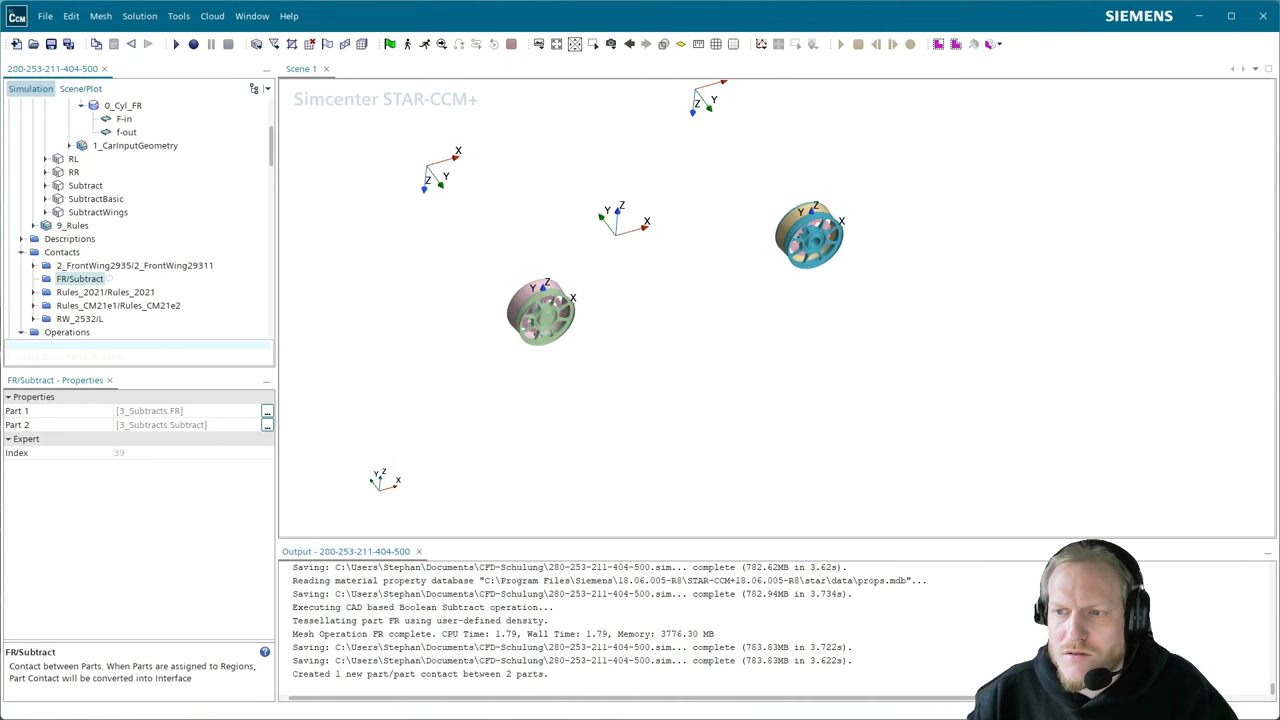 CCM
File Edit Mesh Solution Tools Cloud Window Help
SIEMENS
280-253-211-404-500
Scene 1
Simulation Scene/Plot
Simcenter STAR-CCM+
0_Cyl_FR
F-in
f-out
1_CarInputGeometry
RL
RR
Subtract
SubtractBasic
SubtractWings
9_Rules
Descriptions
Contacts
2_FrontWing2935/2_FrontWing29311
FR/Subtract
Rules_2021/Rules_2021
Rules_CM21e1/Rules_CM21e2
RW_2532/L
Operations
Z Y
X
Z Y
Y Z
X
Y Z
X
Y Z
X
Y Z
X
FR/Subtract - Properties
Properties
Part 1 [3_Subtracts.FR] ...
Part 2 [3_Subtracts.Subtract] ...
Expert
Index 39
FR/Subtract
Contact between Parts. When Parts are assigned to Regions,
Part Contact will be converted into Interface
Output - 280-253-211-404-500
Saving: C:\Users\Stephan\Documents\CFD-Schulung\280-253-211-404-500.sim... complete (782.62MB in 3.62s).
Reading material property database "C:\Program Files\Siemens\18.06.005-R8\STAR-CCM+18.06.005-R8\star\data\props.mdb"...
Saving: C:\Users\Stephan\Documents\CFD-Schulung\280-253-211-404-500.sim... complete (782.94MB in 3.734s).
Executing CAD based Boolean Subtract operation...
Tessellating part FR using user-defined density.
Mesh Operation FR complete. CPU Time: 1.79, Wall Time: 1.79, Memory: 3776.30 MB
Saving: C:\Users\Stephan\Documents\CFD-Schulung\280-253-211-404-500.sim... complete (783.83MB in 3.722s).
Saving: C:\Users\Stephan\Documents\CFD-Schulung\280-253-211-404-500.sim... complete (783.83MB in 3.622s).
Created 1 new part/part contact between 2 parts.